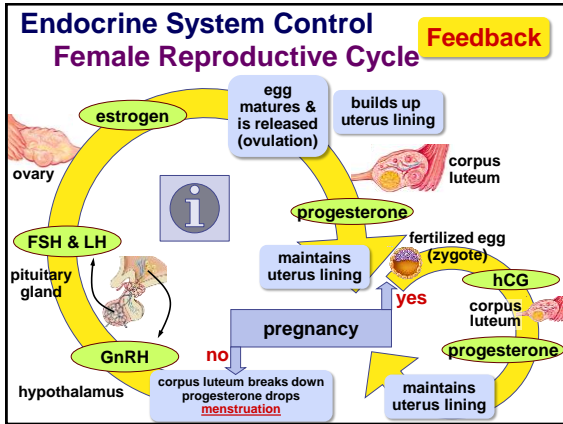 Endocrine System Control
Female Reproductive Cycle
Feedback
egg
matures &
is released
(ovulation)
builds up
uterus lining
estrogen
ovary
corpus
luteum
progesterone
FSH & LH
fertilized egg
(zygote)
maintains
uterus lining
pituitary
gland
hCG
yes
corpus
luteum
pregnancy
no
GnRH
progesterone
hypothalamus
corpus luteum breaks down
progesterone drops
menstruation
maintains
uterus lining